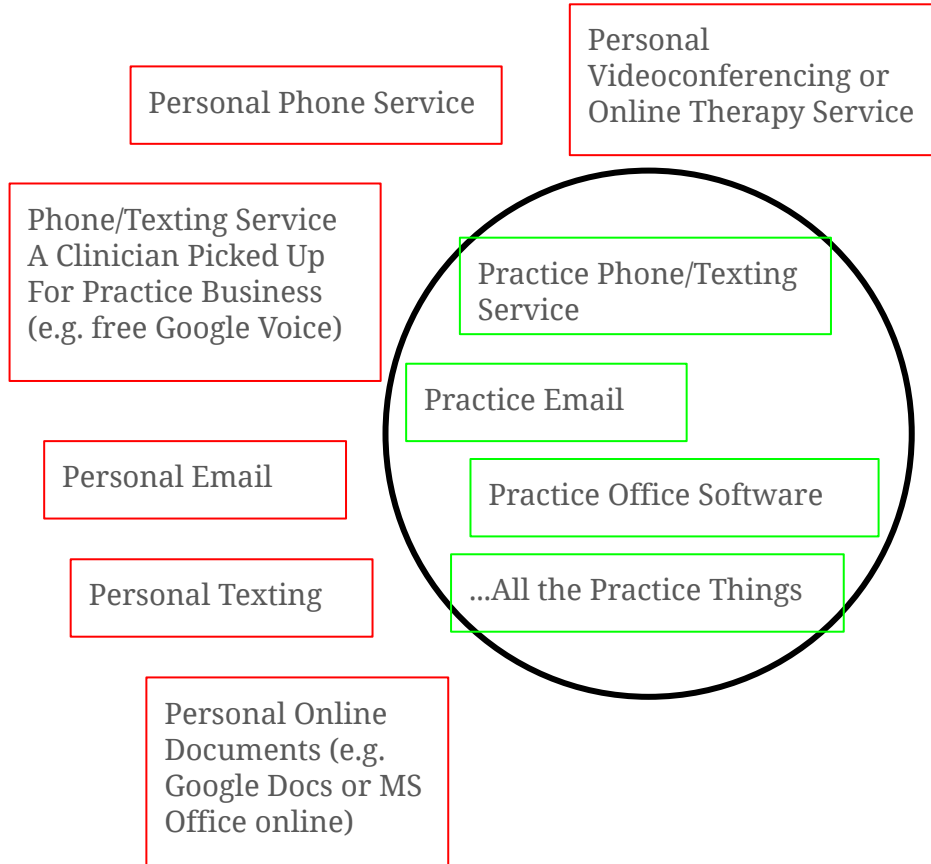 Personal
Videoconferencing or
Online Therapy Service
Personal Phone Service
Phone/Texting Service
A Clinician Picked Up
For Practice Business
(e.g. free Google Voice)
Practice Phone/Texting
Service
Practice Email
Personal Email
Practice Office Software
Personal Texting
...All the Practice Things
Personal Online
Documents (e.g.
Google Docs or MS
Office online)